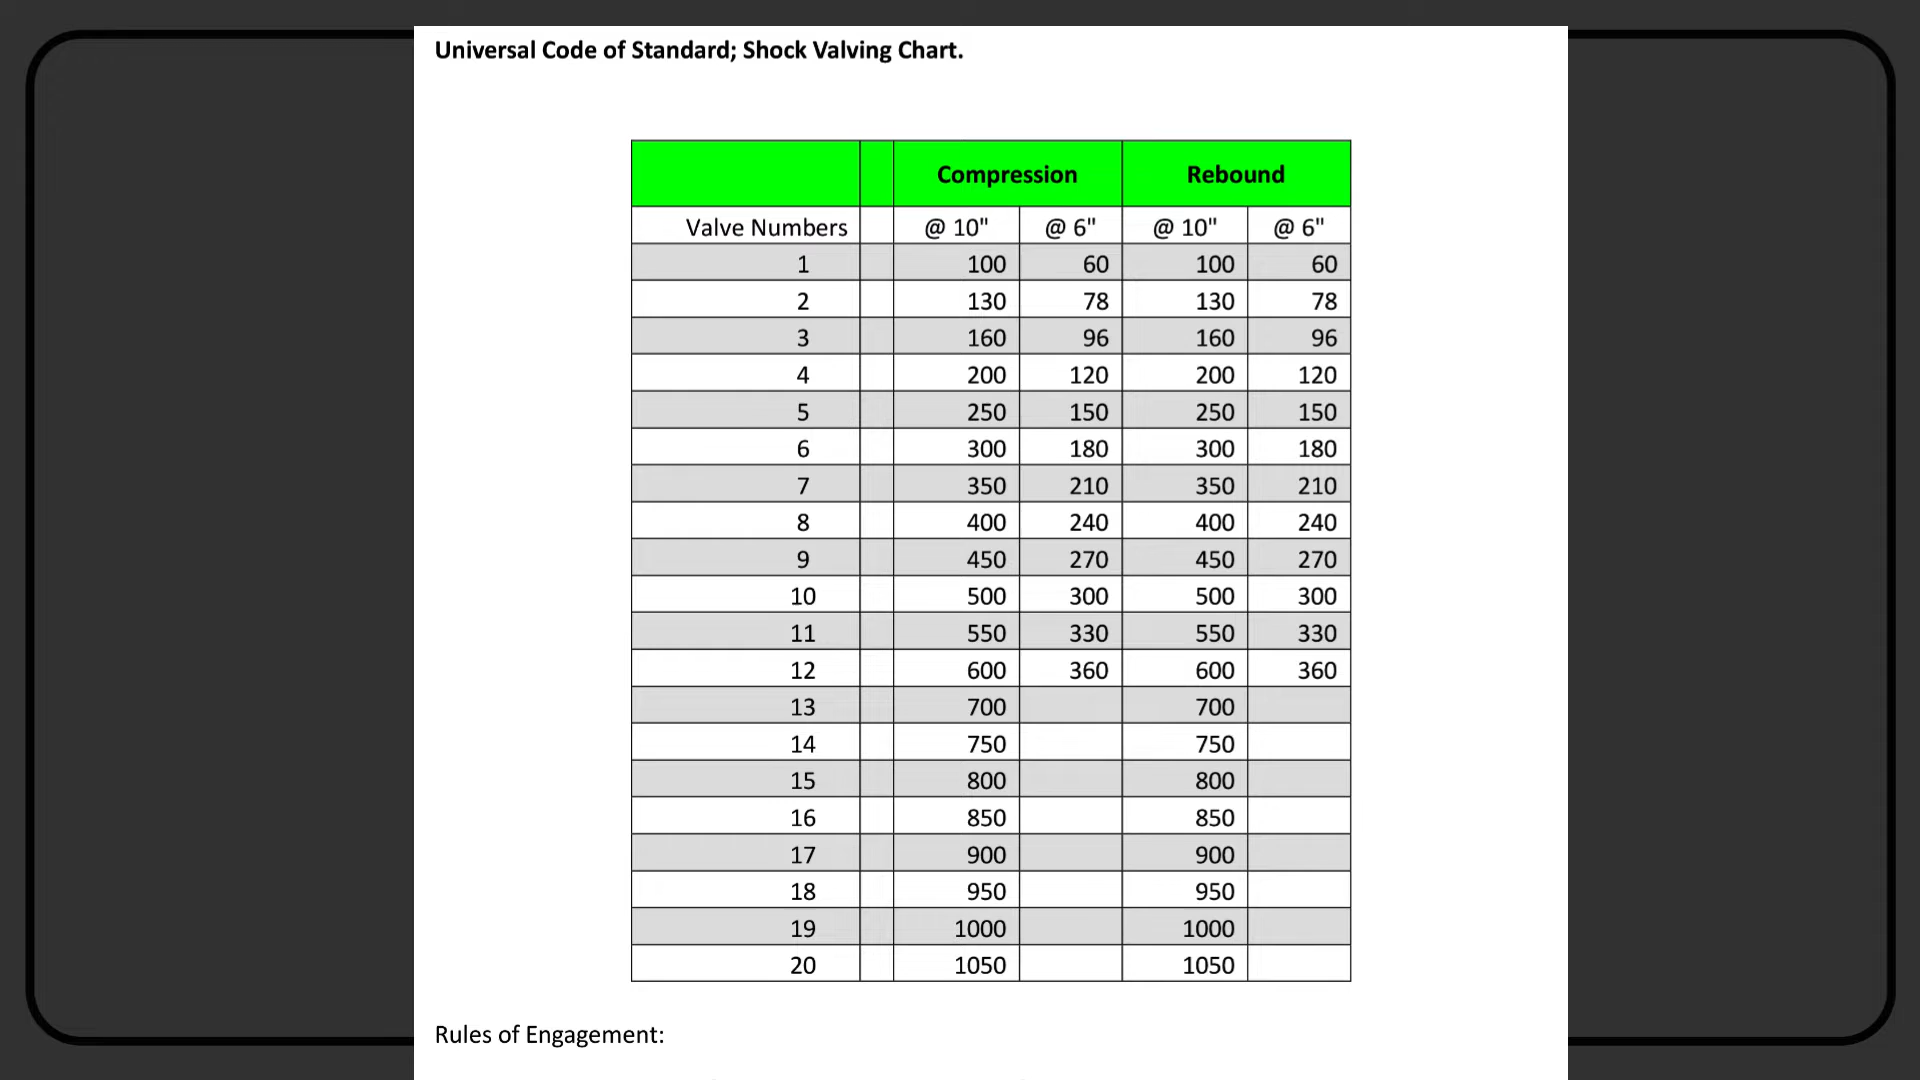 Universal Code of Standard; Shock Valving Chart.
Compression Rebound
Valve Numbers @ 10" @ 6" @ 10" @ 6"
1 100 60 100 60
2 130 78 130 78
3 160 96 160 96
4 200 120 200 120
5 250 150 250 150
6 300 180 300 180
7 350 210 350 210
8 400 240 400 240
9 450 270 450 270
10 500 300 500 300
11 550 330 550 330
12 600 360 600 360
13 700 700
14 750 750
15 800 800
16 850 850
17 900 900
18 950 950
19 1000 1000
20 1050 1050
Rules of Engagement: